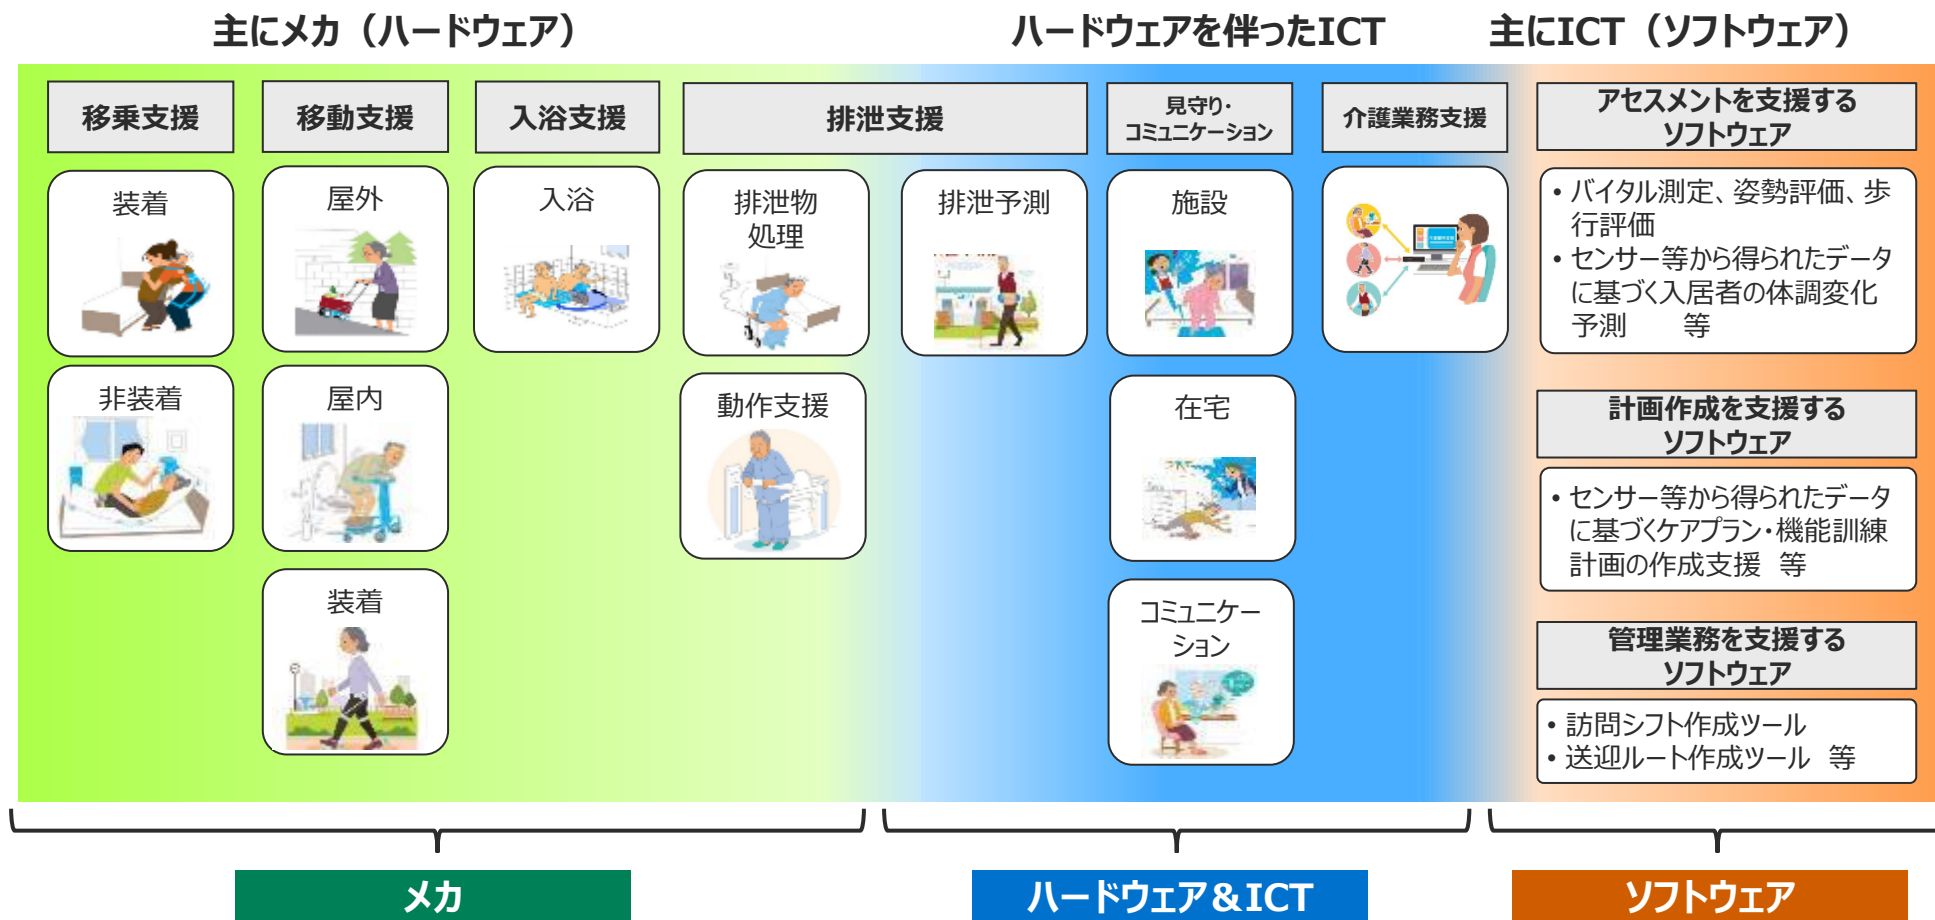 主にメカ（ハードウェア）
ハードウェアを伴ったICT
主にICT（ソフトウェア）
移乗支援
移動支援
入浴支援
排泄支援
見守り・
コミュニケーション
介護業務支援
装着
非装着
屋外
屋内
装着
入浴
排泄物
処理
動作支援
排泄予測
施設
在宅
コミュニケー
ション
アセスメントを支援する
ソフトウェア
• バイタル測定、姿勢評価、歩
行評価
• センサー等から得られたデータ
に基づく入居者の体調変化
予測　　等
計画作成を支援する
ソフトウェア
• センサー等から得られたデータ
に基づくケアプラン・機能訓練
計画の作成支援　等
管理業務を支援する
ソフトウェア
• 訪問シフト作成ツール
• 送迎ルート作成ツール　等
メカ
ハードウェア＆ICT
ソフトウェア